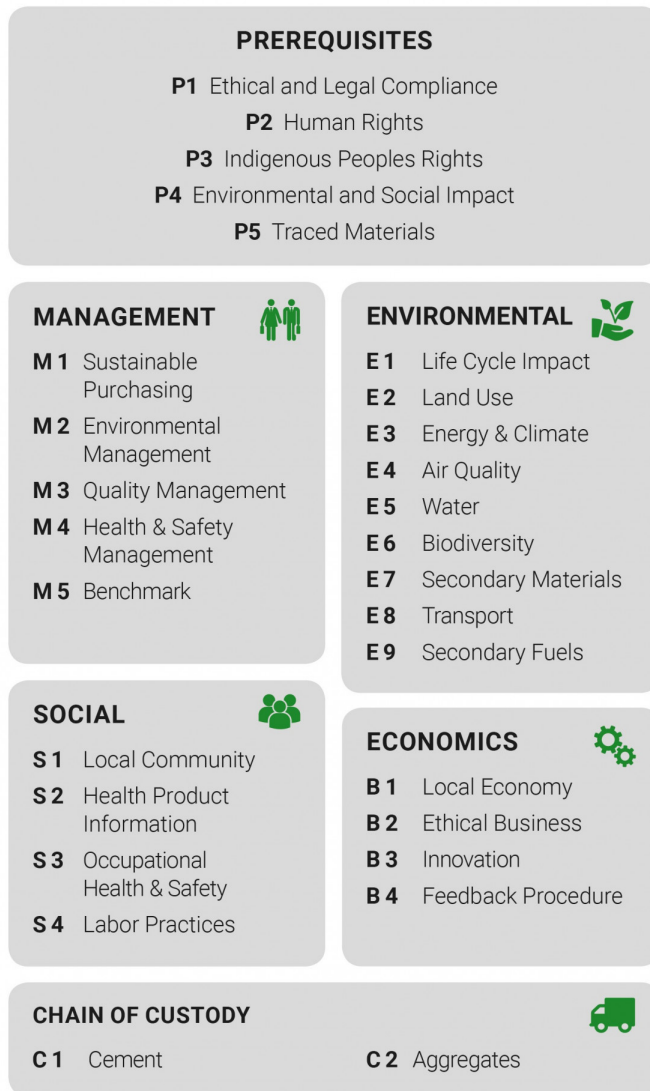 PREREQUISITES
P1 Ethical and Legal Compliance
P2 Human Rights
P3 Indigenous Peoples Rights
P4 Environmental and Social Impact
P5 Traced Materials
MANAGEMENT
M 1 Sustainable
Purchasing
M 2 Environmental
Management
M 3 Quality Management
M 4 Health & Safety
Management
M 5 Benchmark
ENVIRONMENTAL
E 1 Life Cycle Impact
E 2 Land Use
E 3 Energy & Climate
E 4 Air Quality
E 5 Water
E 6 Biodiversity
E 7 Secondary Materials
E 8 Transport
E 9 Secondary Fuels
SOCIAL
S 1 Local Community
S 2 Health Product
Information
S 3 Occupational
Health & Safety
S 4 Labor Practices
ECONOMICS
B 1 Local Economy
B 2 Ethical Business
B 3 Innovation
B 4 Feedback Procedure
CHAIN OF CUSTODY
C 1 Cement
C 2 Aggregates